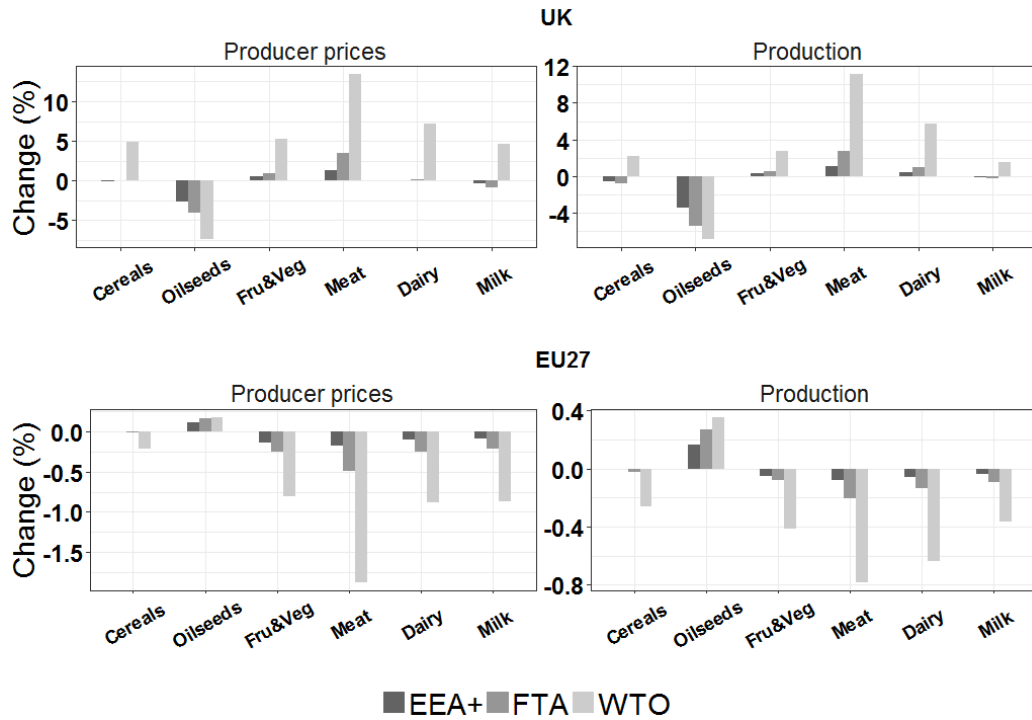 UK
Producer prices
Production
Change (%)
10
5
0
-5
12
8
4
0
-4
Cereals
Oilseeds
Fru&Veg
Meat
Dairy
Milk
Cereals
Oilseeds
Fru&Veg
Meat
Dairy
Milk
EU27
Producer prices
Production
Change (%)
0.0
-0.5
-1.0
-1.5
0.4
0.0
-0.4
-0.8
Cereals
Oilseeds
Fru&Veg
Meat
Dairy
Milk
Cereals
Oilseeds
Fru&Veg
Meat
Dairy
Milk
EEA+ FTA WTO